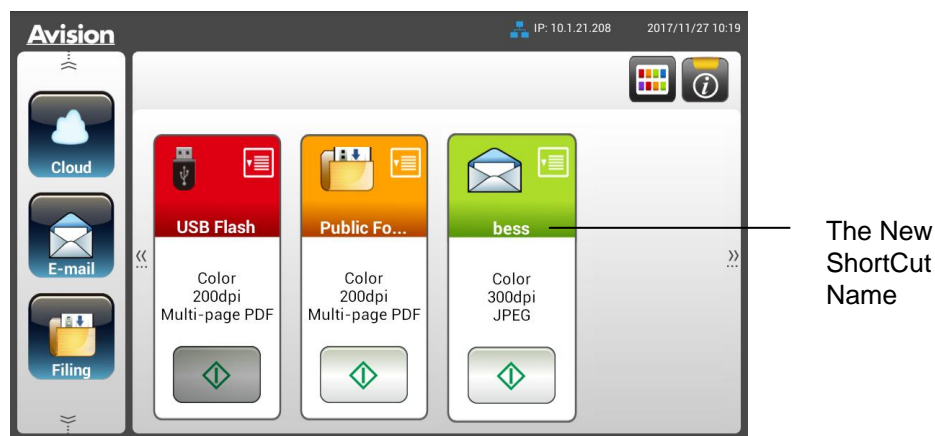 Avision
IP: 10.1.21.208
2017/11/27 10:19
Cloud
E-mail
Filing
USB Flash
Color
200dpi
Multi-page PDF
Public Fo...
Color
200dpi
Multi-page PDF
bess
Color
300dpi
JPEG
The New
ShortCut
Name